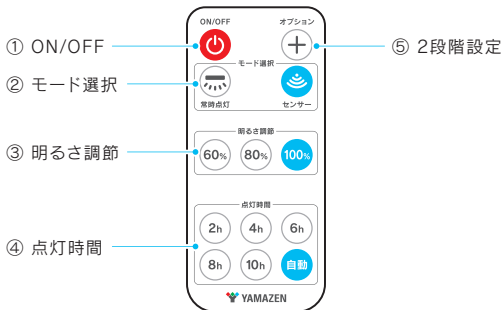 ON/OFF
オプション
① ON/OFF
⑤ 2段階設定
モード選択
② モード選択
常時点灯
センサー
明るさ調節
③ 明るさ調節
60%
80%
100%
点灯時間
2h
4h
6h
④ 点灯時間
8h
10h
自動
YAMAZEN